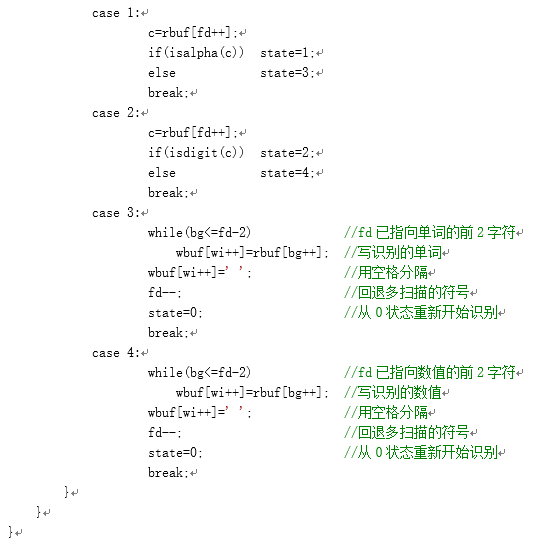 case 1:↵
c=rbuf[fd++];↵
if(isalpha(c))  state=1;↵
else            state=3;↵
break;↵
case 2:↵
c=rbuf[fd++];↵
if(isdigit(c))  state=2;↵
else            state=4;↵
break;↵
case 3:↵
while(bg<=fd-2)             //fd已指向单词的前2字符↵
wbuf[wi++]=rbuf[bg++];  //写识别的单词↵
wbuf[wi++]=' ';             //用空格分隔↵
fd--;                       //回退多扫描的符号↵
state=0;                    //从0状态重新开始识别↵
break;↵
case 4:↵
while(bg<=fd-2)             //fd已指向数值的前2字符↵
wbuf[wi++]=rbuf[bg++];  //写识别的数值↵
wbuf[wi++]=' ';             //用空格分隔↵
fd--;                       //回退多扫描的符号↵
state=0;                    //从0状态重新开始识别↵
break;↵
}↵
}↵
}↵